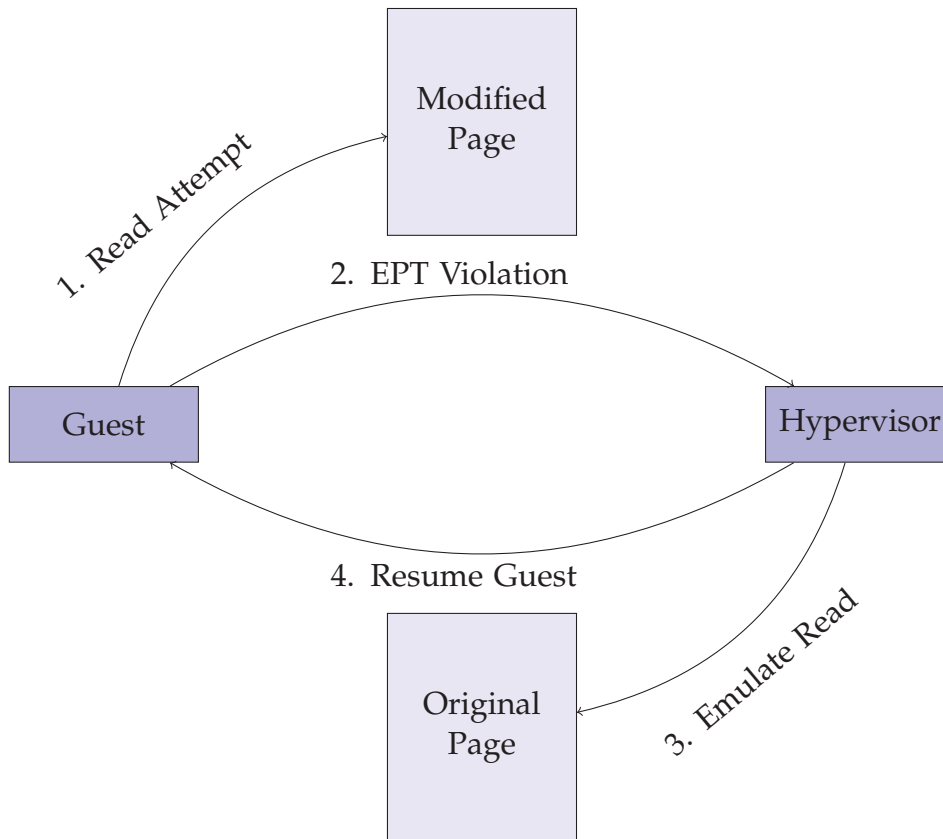 Modified
Page
1. Read Attempt
2. EPT Violation
Guest
Hypervisor
4. Resume Guest
3. Emulate Read
Original
Page